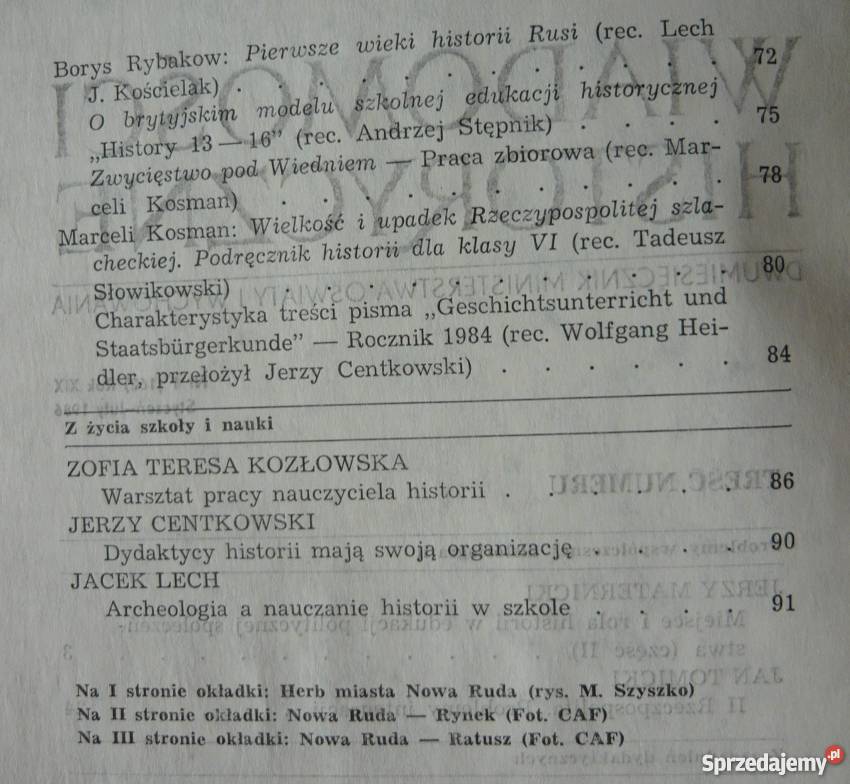 Borys Rybakow: Pierwsze wieki historii Rusi (rec. Lech
J. Kościelak) . . . . . . . . . . . 72
O brytyjskim modelu szkolnej edukacji historycznej
„History 13 — 16” (rec. Andrzej Stępnik) . . . . 75
Zwycięstwo pod Wiedniem — Praca zbiorowa (rec. Mar-
celi Kosman) . . . . . . . . . . 78
Marceli Kosman: Wielkość i upadek Rzeczypospolitej szla-
checkiej. Podręcznik historii dla klasy VI (rec. Tadeusz
Słowikowski) . . . . . . . . . . 80
Charakterystyka treści pisma „Geschichtsunterricht und
Staatsbürgerkunde” — Rocznik 1984 (rec. Wolfgang Hei-
dler, przełożył Jerzy Centkowski) . . . . . . 84
Z życia szkoły i nauki
ZOFIA TERESA KOZŁOWSKA
Warsztat pracy nauczyciela historii . . . . . . 86
JERZY CENTKOWSKI
Dydaktycy historii mają swoją organizację . . . . 90
JACEK LECH
Archeologia a nauczanie historii w szkole . . . . 91
Na I stronie okładki: Herb miasta Nowa Ruda (rys. M. Szyszko)
Na II stronie okładki: Nowa Ruda — Rynek (Fot. CAF)
Na III stronie okładki: Nowa Ruda — Ratusz (Fot. CAF)
Sprzedajemy.pl